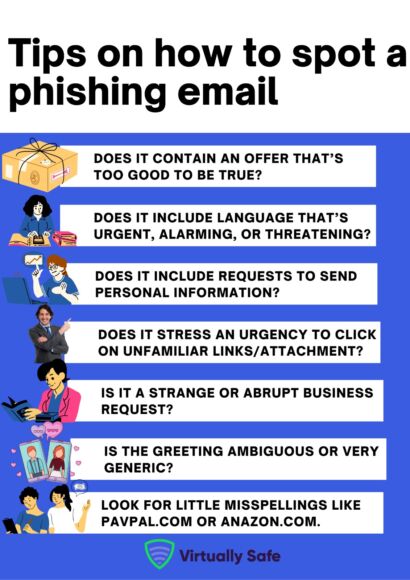 Tips on how to spot a
phishing email
DOES IT CONTAIN AN OFFER THAT'S
TOO GOOD TO BE TRUE?
DOES IT INCLUDE LANGUAGE THAT'S
URGENT, ALARMING, OR THREATENING?
DOES IT INCLUDE REQUESTS TO SEND
PERSONAL INFORMATION?
DOES IT STRESS AN URGENCY TO CLICK
ON UNFAMILIAR LINKS/ATTACHMENT?
IS IT A STRANGE OR ABRUPT BUSINESS
REQUEST?
IS THE GREETING AMBIGUOUS OR VERY
GENERIC?
LOOK FOR LITTLE MISSPELLINGS LIKE
PAVPAL.COM OR ANAZON.COM.
Virtually Safe